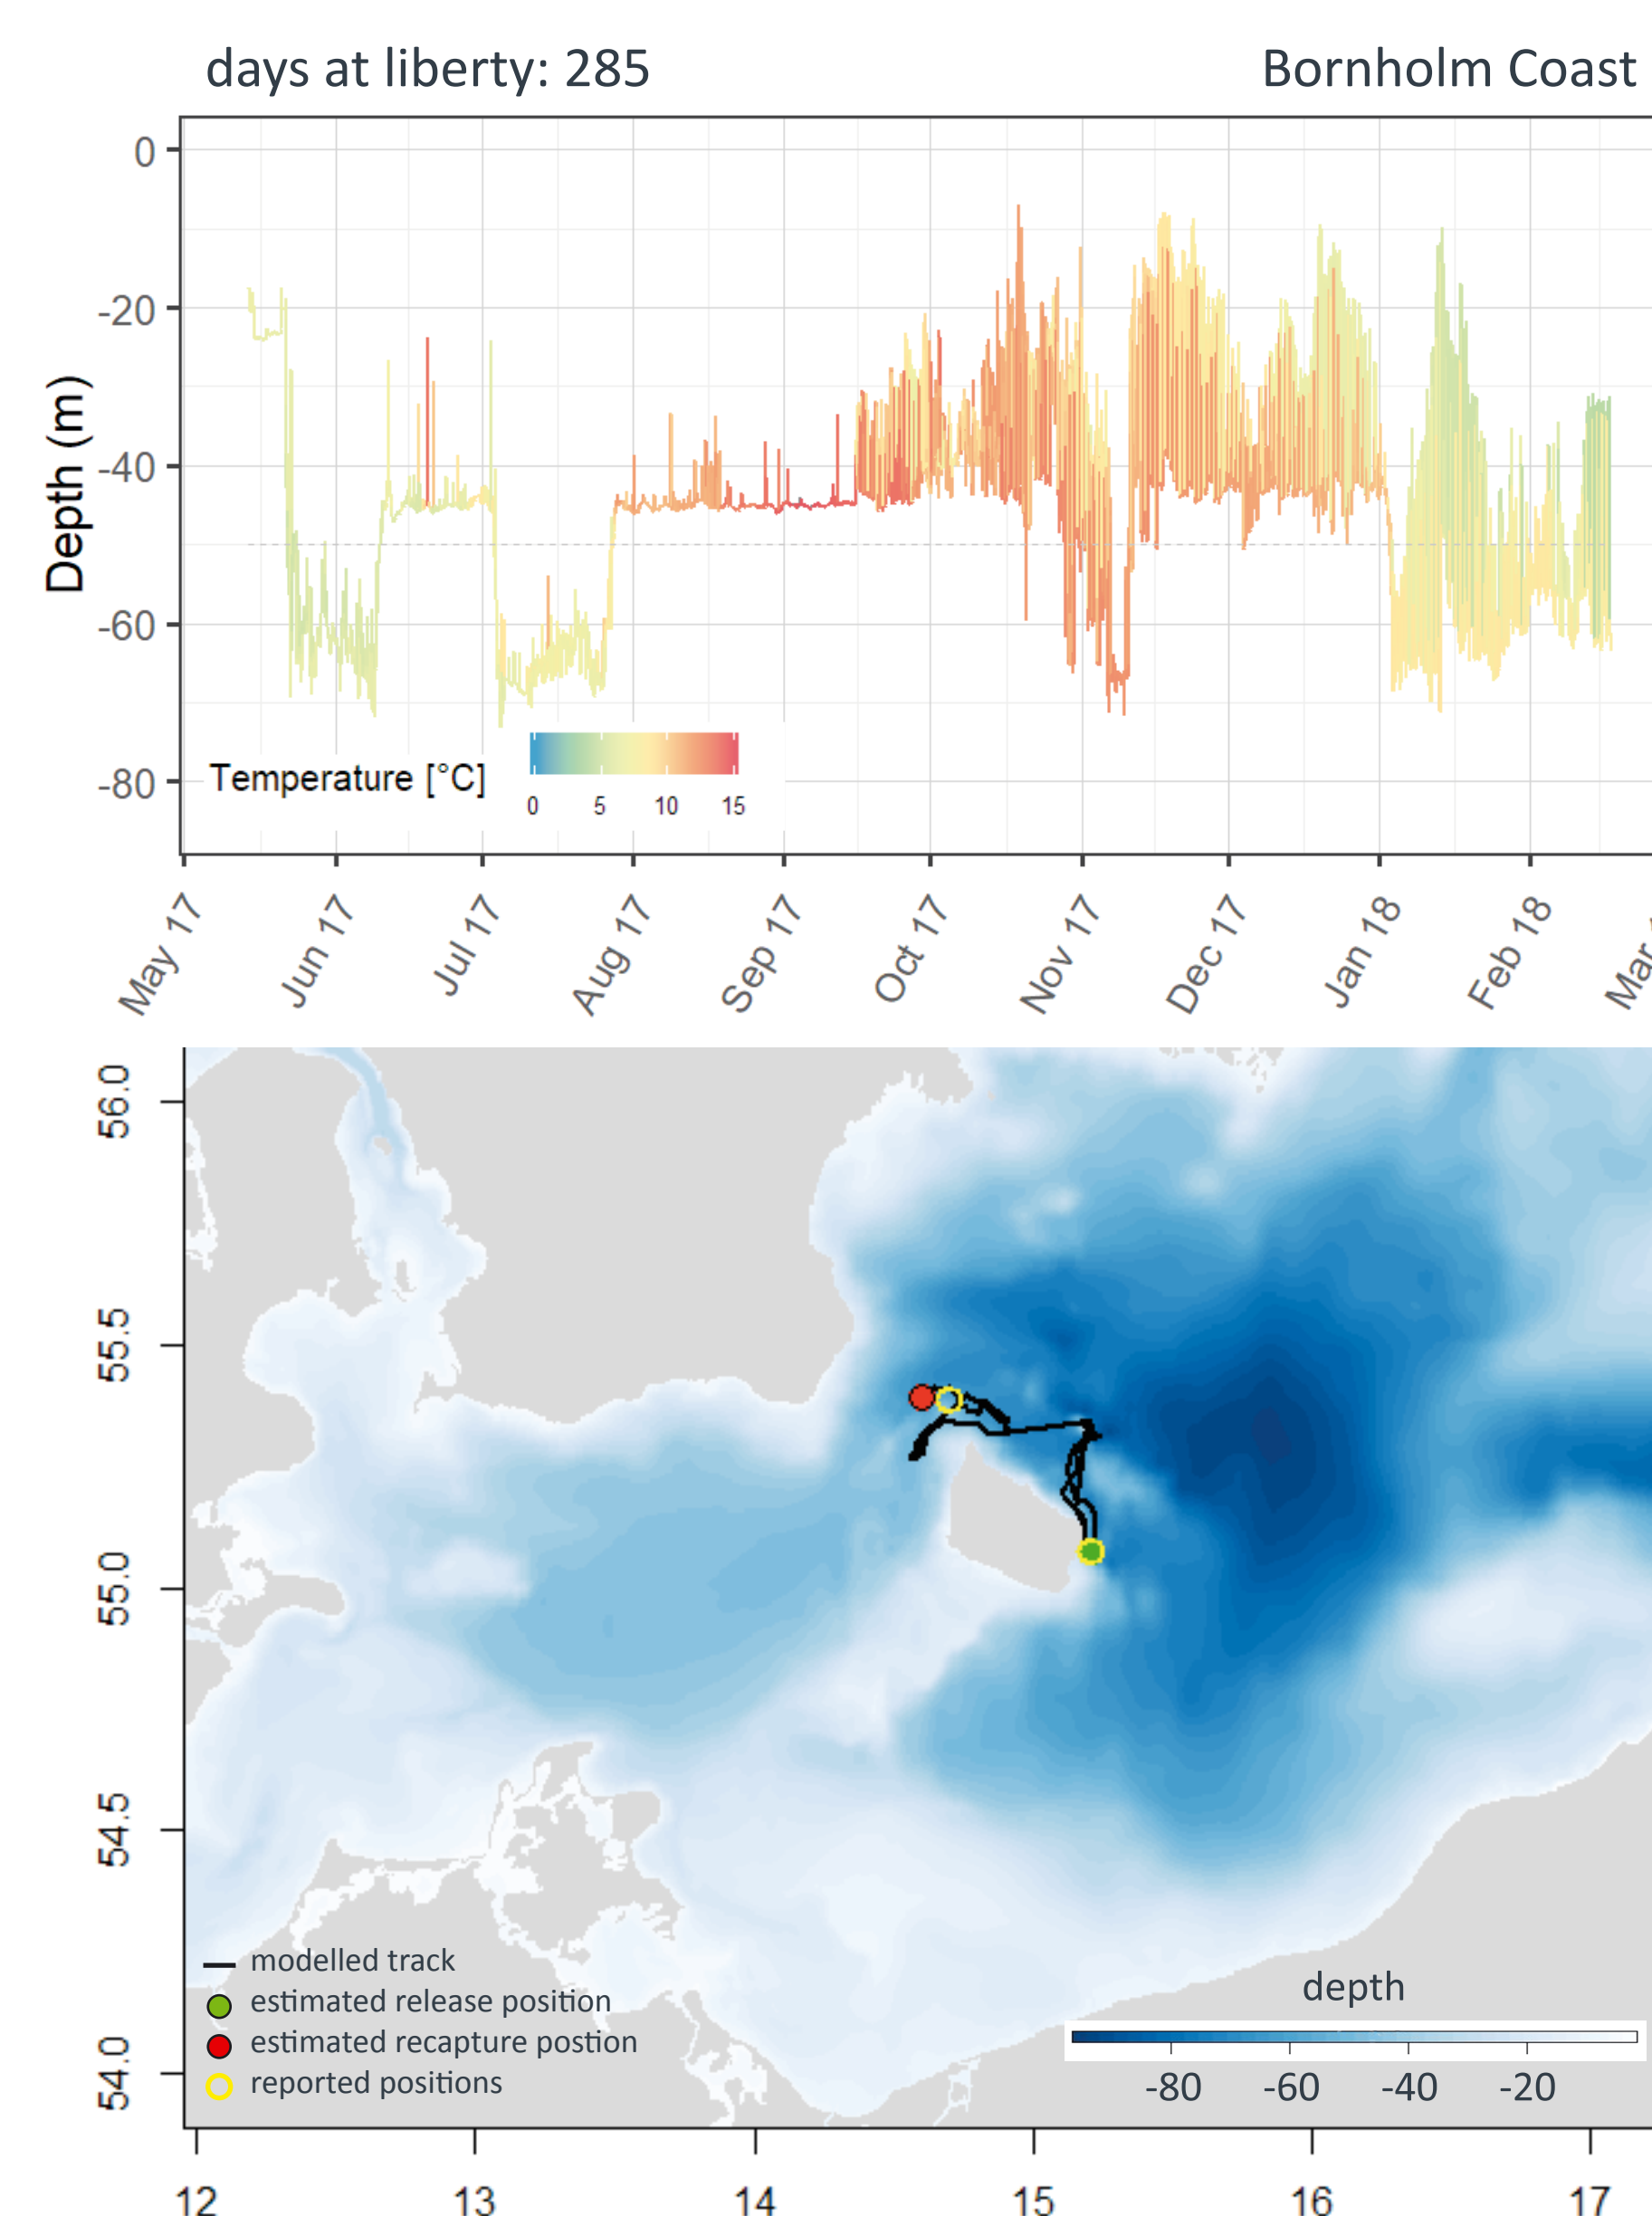 days at liberty: 285
Bornholm Coast
0
-20
-40
-60
-80
Depth (m)
Temperature [°C]
0 5 10 15
May 17 Jun 17 Jul 17 Aug 17 Sep 17 Oct 17 Nov 17 Dec 17 Jan 18 Feb 18 Mar
56.0
55.5
55.0
54.5
54.0
modelled track
estimated release position
estimated recapture postion
reported positions
depth
-80 -60 -40 -20
12 13 14 15 16 17